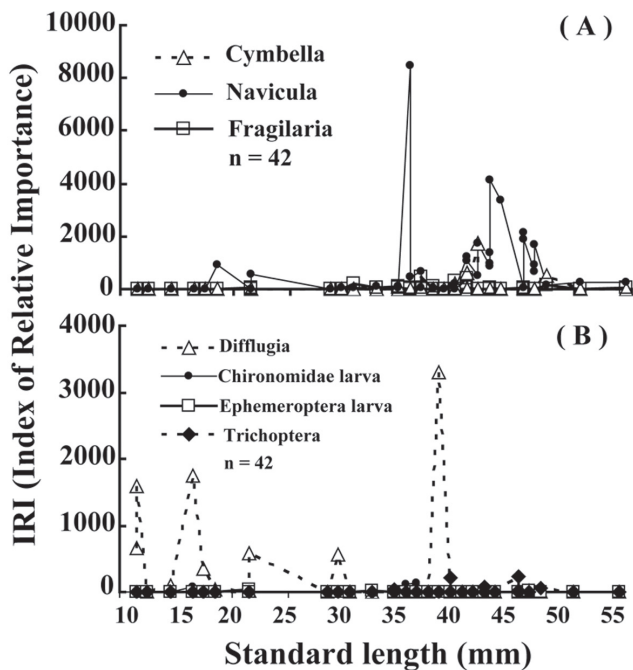 ( A )
10000
8000
6000
4000
2000
0
Cymbella
Navicula
Fragilaria
n = 42
IRI (Index of Relative Importance)
( B )
4000
3000
2000
1000
0
Difflugia
Chironomidae larva
Ephemeroptera larva
Trichoptera
n = 42
10 15 20 25 30 35 40 45 50 55
Standard length (mm)